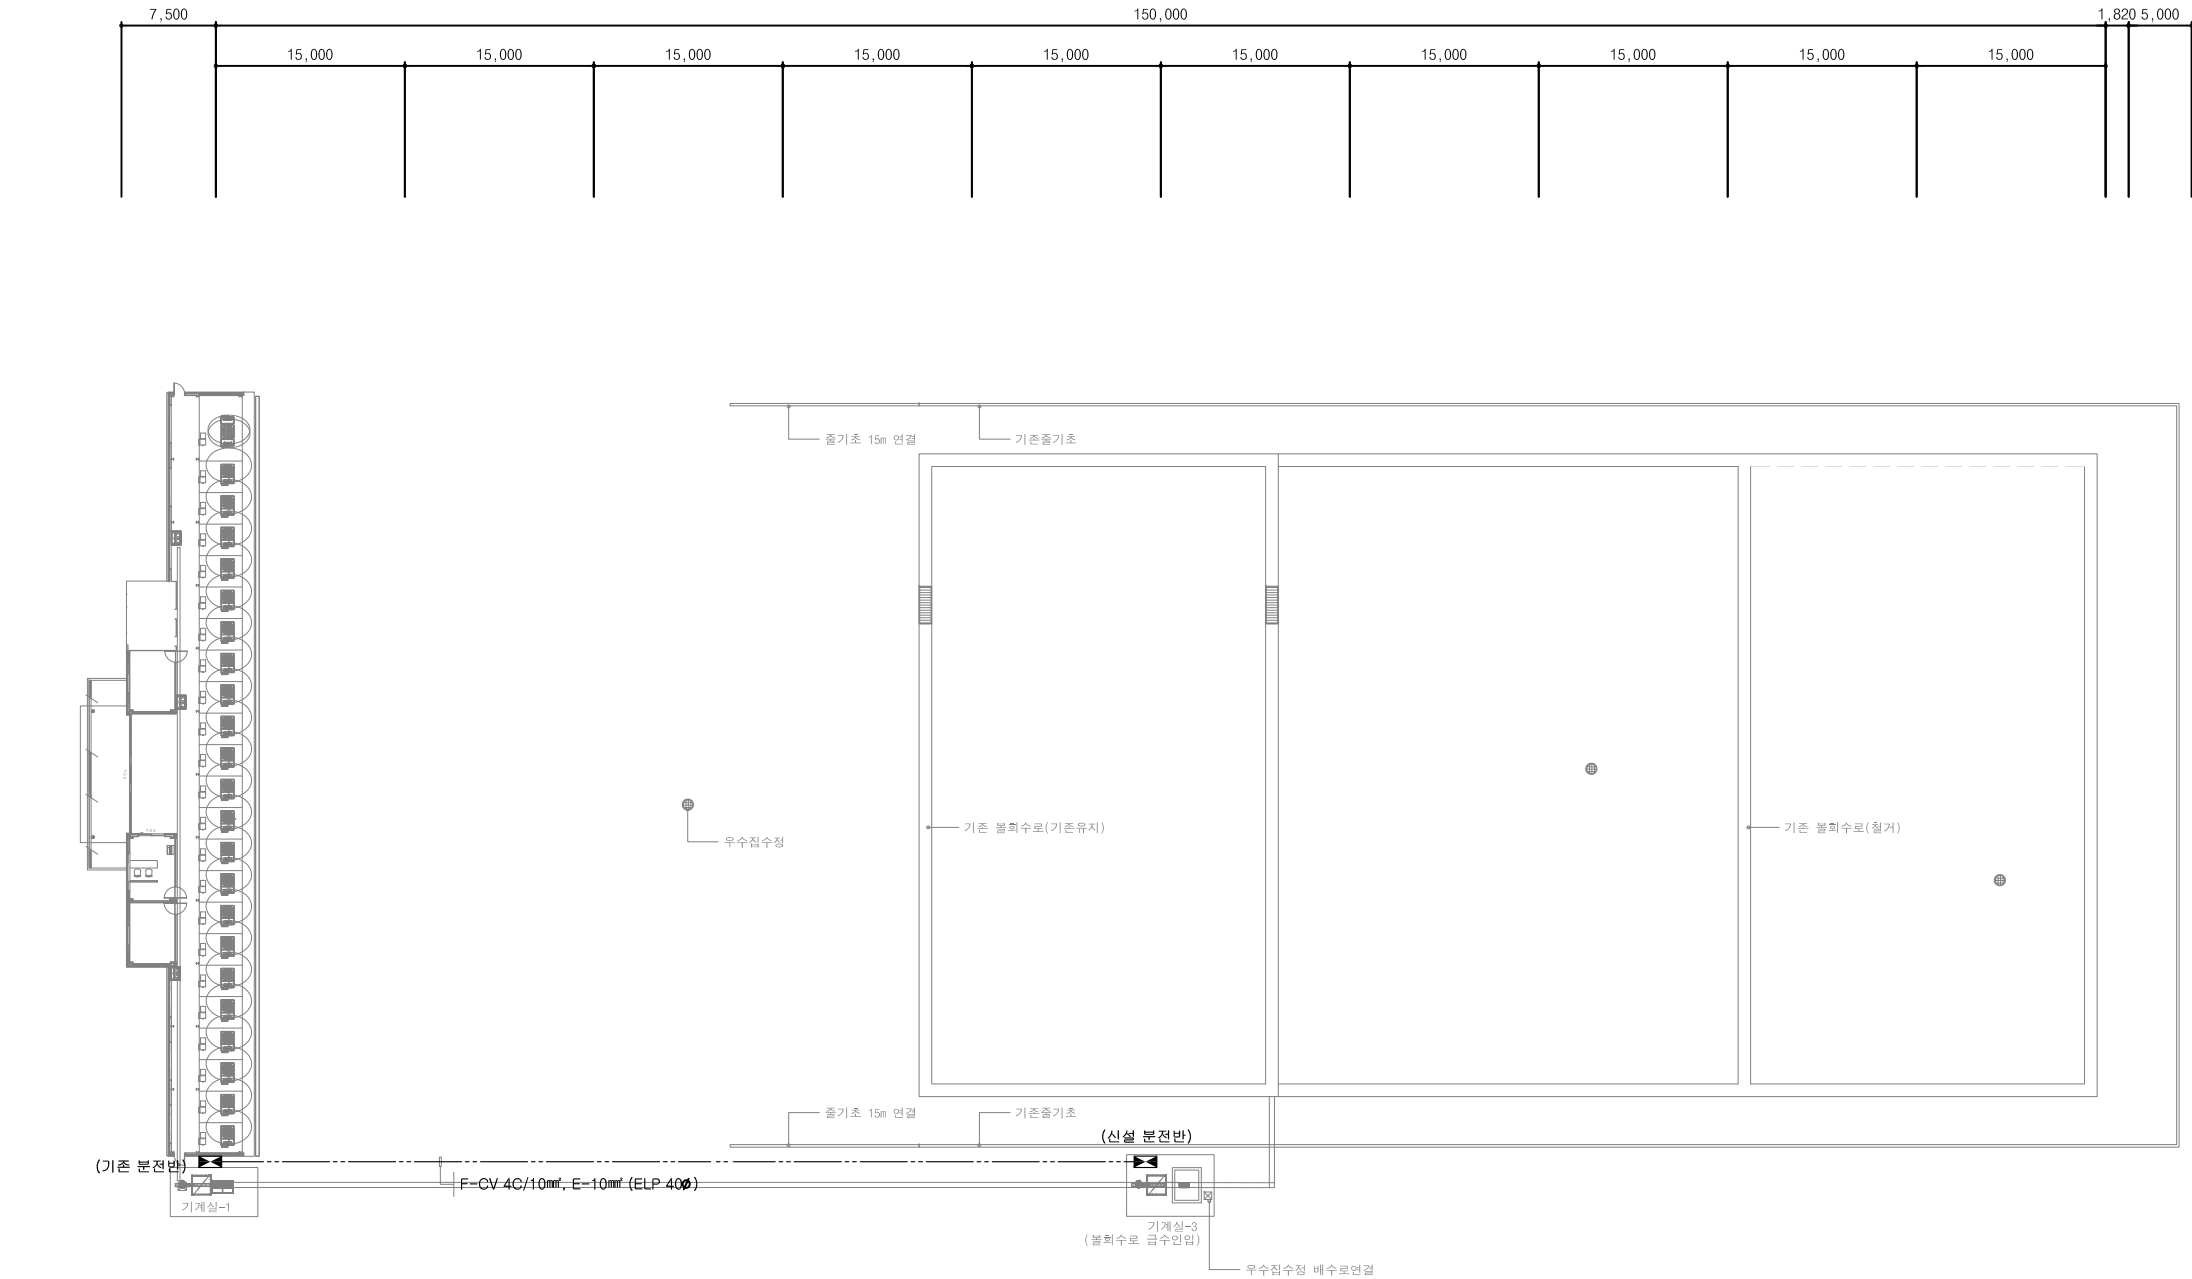 7,500
150,000
1,820 5,000
15,000
15,000
15,000
15,000
15,000
15,000
15,000
15,000
15,000
15,000
줄기초 15m 연결
기존줄기초
기존 볼회수로(기존유지)
기존 볼회수로(철거)
우수집수정
줄기초 15m 연결
기존줄기초
(신설 분전반)
(기존 분전반)
F-CV 4C/10㎟, E-10㎟ (ELP 40Ø)
기계실-1
기계실-3
(볼회수로 급수인입)
우수집수정 배수로연결